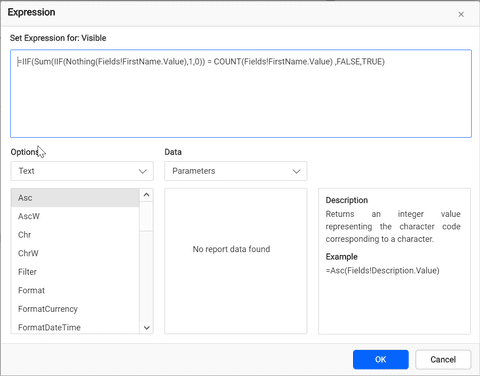 Expression
Set Expression for: Visible
=IIF(Sum(IIF(Nothing(Fields!FirstName.Value),1,0)) = COUNT(Fields!FirstName.Value) ,FALSE,TRUE)
Options
Data
Text
Parameters
Asc
AscW
Chr
ChrW
Filter
Format
FormatCurrency
FormatDateTime
No report data found
Description
Returns an integer value
representing the character code
corresponding to a character.
Example
=Asc(Fields!Description.Value)
OK
Cancel